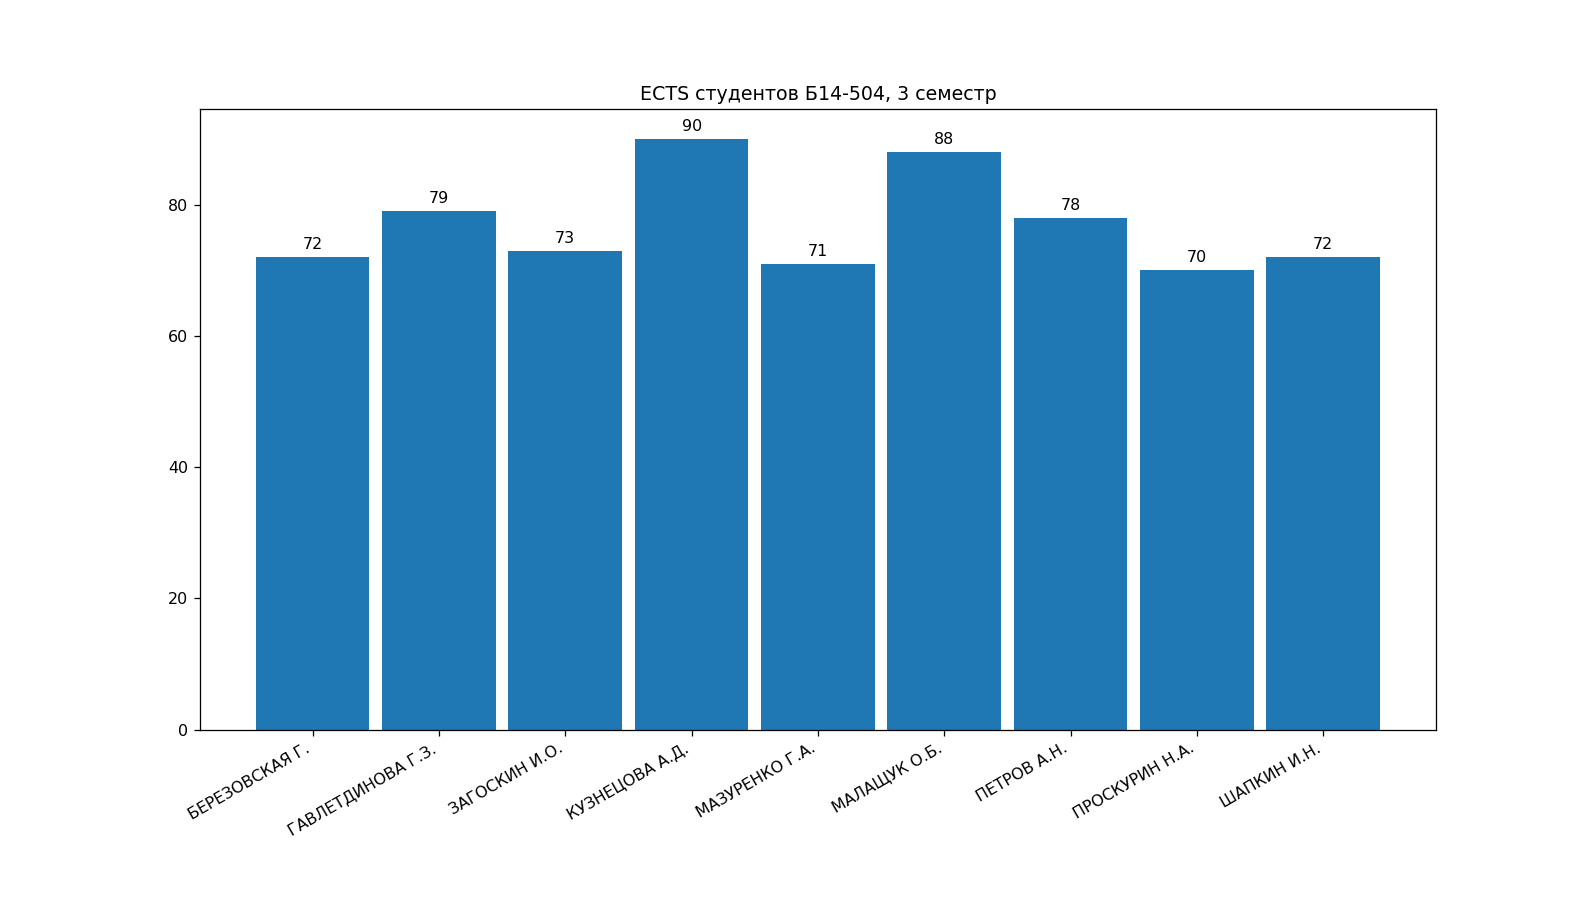 ECTS студентов Б14-504, 3 семестр
90
88
79
78
73
72
72
71
70
80
60
40
20
0
БЕРЕЗОВСКАЯ Г.
ГАВЛЕТДИНОВА Г.З.
ЗАГОСКИН И.О.
КУЗНЕЦОВА А.Д.
МАЗУРЕНКО Г.А.
МАЛАЩУК О.Б.
ПЕТРОВ А.Н.
ПРОСКУРИН Н.А.
ШАПКИН И.Н.